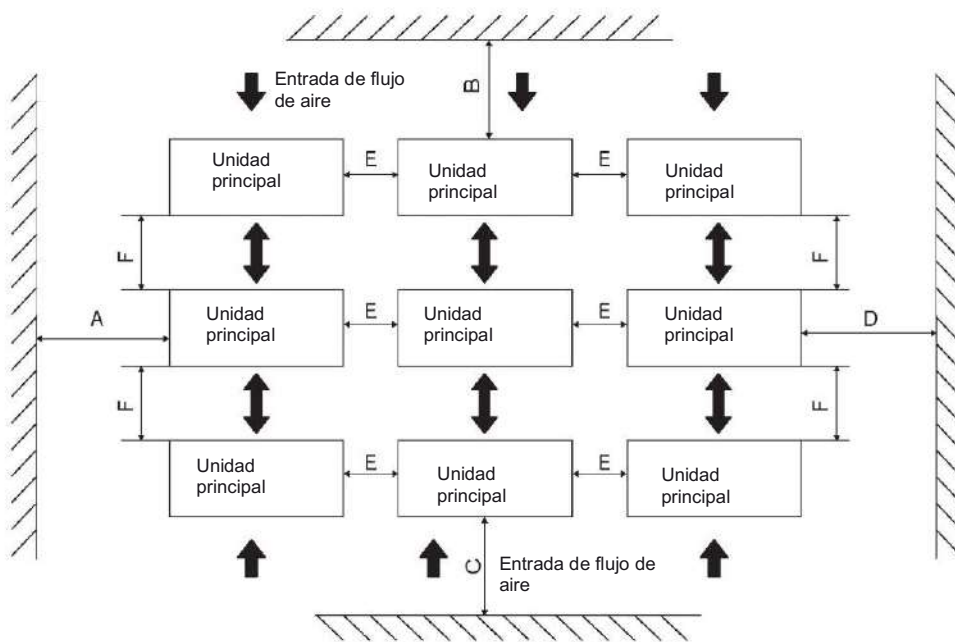 Entrada de flujo
de aire
B
Unidad
principal
E
Unidad
principal
E
Unidad
principal
F
F
A
Unidad
principal
E
Unidad
principal
E
Unidad
principal
D
F
F
Unidad
principal
E
Unidad
principal
E
Unidad
principal
C
Entrada de flujo de
aire